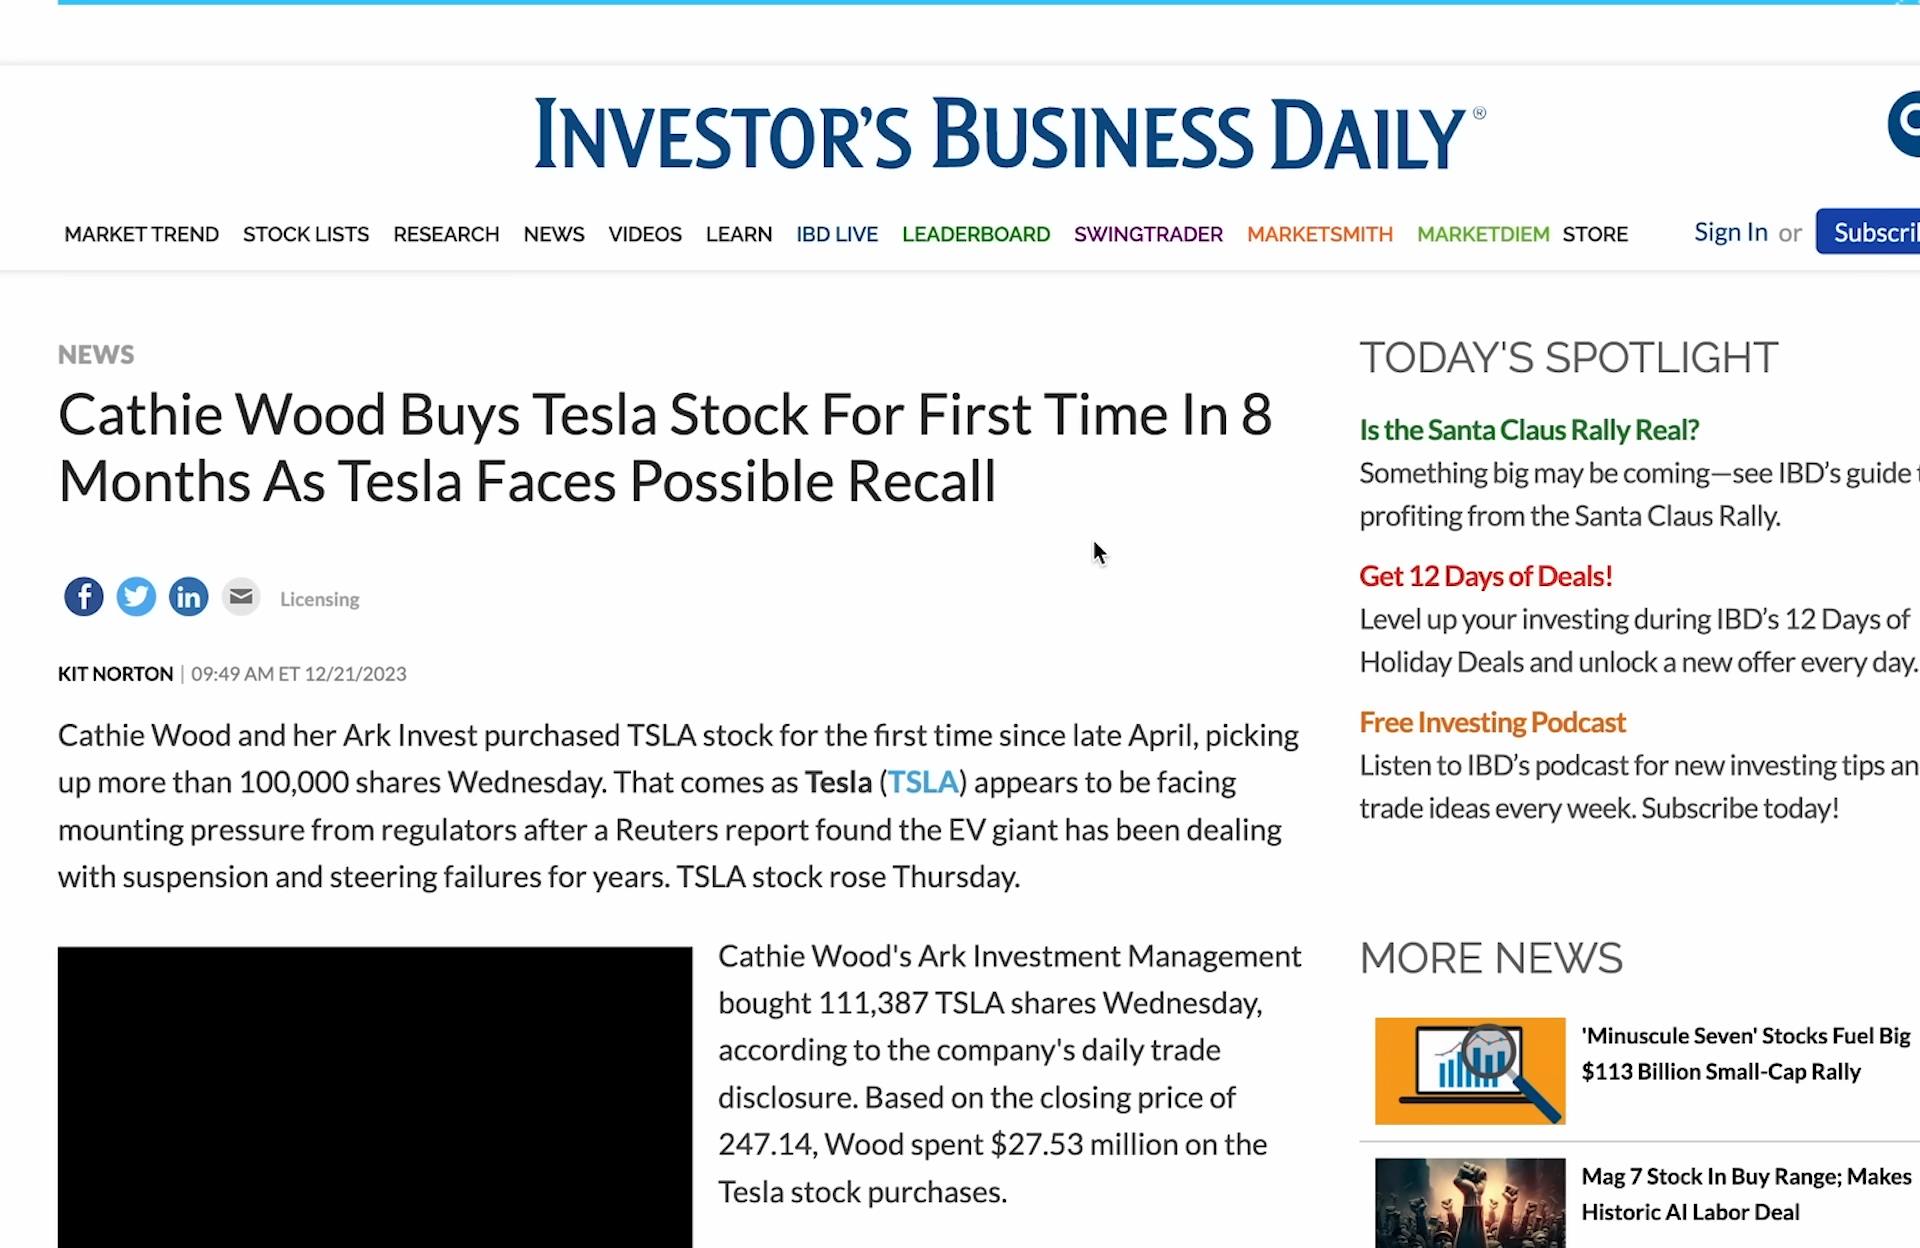 INVESTOR'S BUSINESS DAILY®
MARKET TREND STOCK LISTS RESEARCH NEWS VIDEOS LEARN IBD LIVE LEADERBOARD SWINGTRADER MARKETSMITH MARKETDIEM STORE Sign In or
NEWS
Cathie Wood Buys Tesla Stock For First Time In 8
Months As Tesla Faces Possible Recall
Licensing
KIT NORTON | 09:49 AM ET 12/21/2023
Cathie Wood and her Ark Invest purchased TSLA stock for the first time since late April, picking
up more than 100,000 shares Wednesday. That comes as Tesla (TSLA) appears to be facing
mounting pressure from regulators after a Reuters report found the EV giant has been dealing
with suspension and steering failures for years. TSLA stock rose Thursday.
Cathie Wood's Ark Investment Management
bought 111,387 TSLA shares Wednesday,
according to the company's daily trade
disclosure. Based on the closing price of
247.14, Wood spent $27.53 million on the
Tesla stock purchases.
TODAY'S SPOTLIGHT
Is the Santa Claus Rally Real?
Something big may be coming—see IBD's guide
profiting from the Santa Claus Rally.
Get 12 Days of Deals!
Level up your investing during IBD's 12 Days of
Holiday Deals and unlock a new offer every day.
Free Investing Podcast
Listen to IBD's podcast for new investing tips an
trade ideas every week. Subscribe today!
MORE NEWS
'Minuscule Seven' Stocks Fuel Big
$113 Billion Small-Cap Rally
Mag 7 Stock In Buy Range; Makes
Historic AI Labor Deal